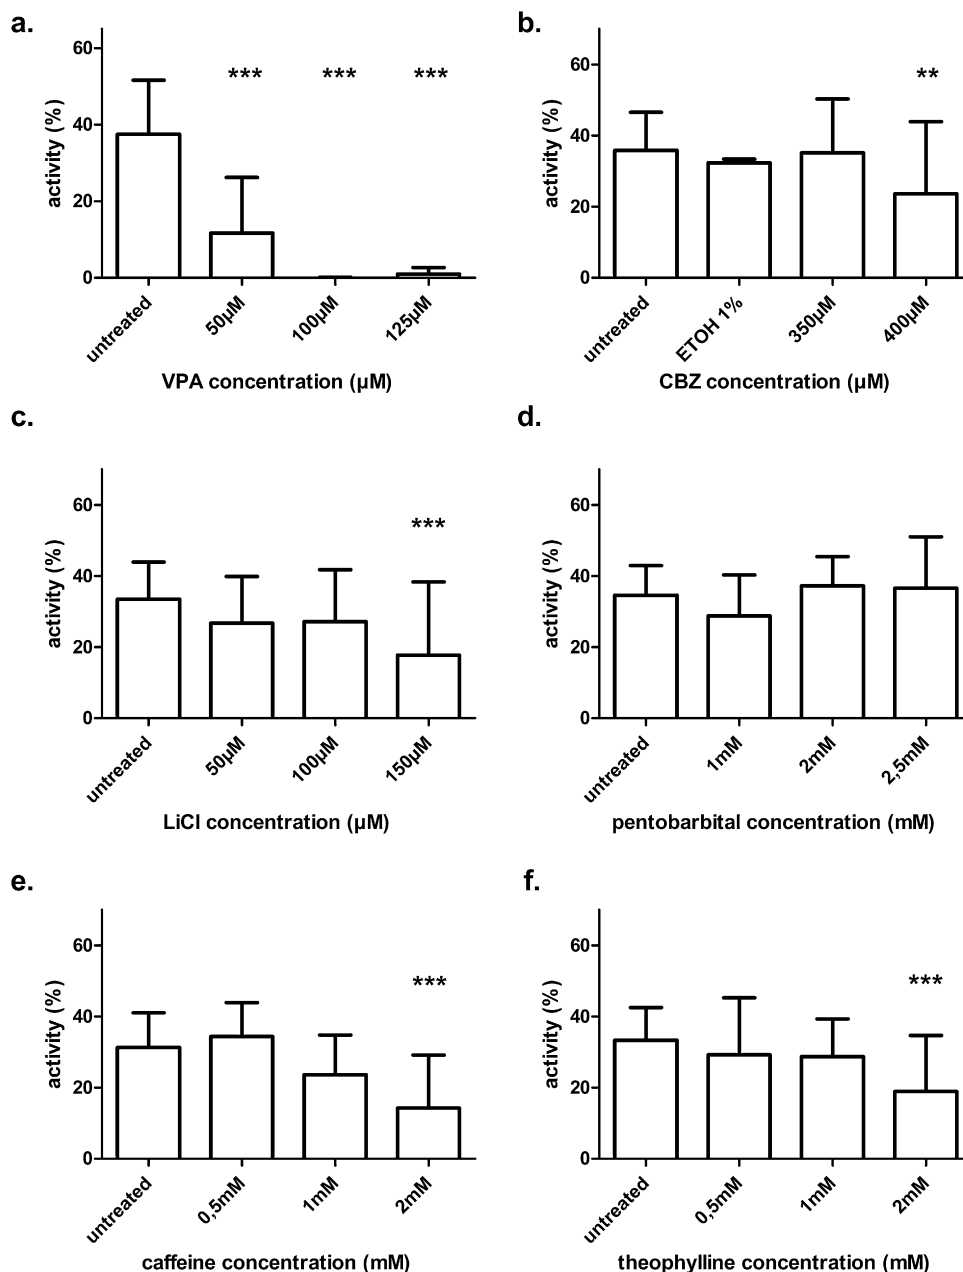 a.
activity (%)
60
40
20
0
*** *** ***
untreated 50µM 100µM 125µM
VPA concentration (µM)
b.
activity (%)
60
40
20
0
**
untreated ETOH 1% 350µM 400µM
CBZ concentration (µM)
c.
activity (%)
60
40
20
0
***
untreated 50µM 100µM 150µM
LiCl concentration (µM)
d.
activity (%)
60
40
20
0
untreated 1mM 2mM 2,5mM
pentobarbital concentration (mM)
e.
activity (%)
60
40
20
0
***
untreated 0,5mM 1mM 2mM
caffeine concentration (mM)
f.
activity (%)
60
40
20
0
***
untreated 0,5mM 1mM 2mM
theophylline concentration (mM)